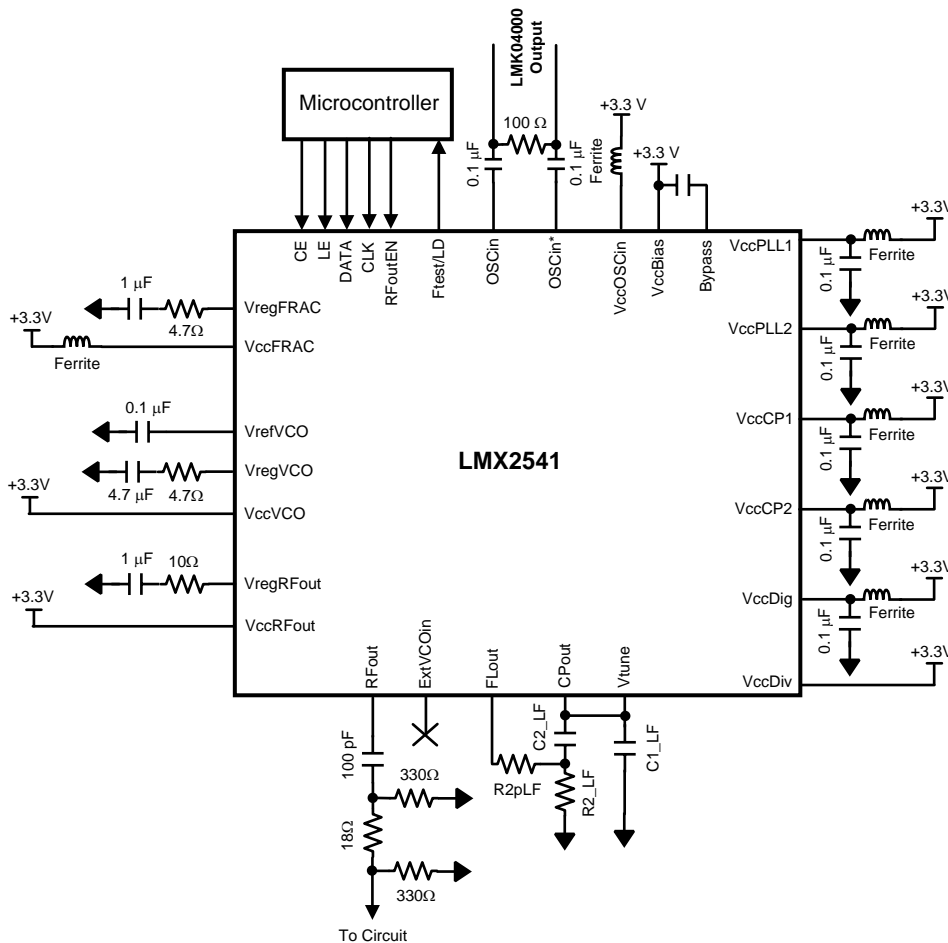 LMK04000
Output
Microcontroller
+3.3 V
100 Ω
0.1 μF
0.1 μF
Ferrite
+3.3 V
CE
LE
DATA
CLK
RFoutEN
Ftest/LD
OSCin
OSCin*
VccOSCin
VccBias
Bypass
VccPLL1
+3.3V
Ferrite
0.1 μF
1 μF
4.7Ω
VregFRAC
+3.3V
Ferrite
VccFRAC
VccPLL2
+3.3V
Ferrite
0.1 μF
0.1 μF
VrefVCO
VccCP1
+3.3V
Ferrite
0.1 μF
LMX2541
4.7 μF
4.7Ω
VregVCO
+3.3V
VccVCO
VccCP2
+3.3V
Ferrite
0.1 μF
1 μF
10Ω
VregRFout
+3.3V
VccRFout
VccDig
+3.3V
Ferrite
0.1 μF
VccDiv
+3.3V
RFout
ExtVCOin
FLout
CPout
Vtune
100 pF
330Ω
18Ω
330Ω
To Circuit
R2pLF
C2_LF
R2_LF
C1_LF